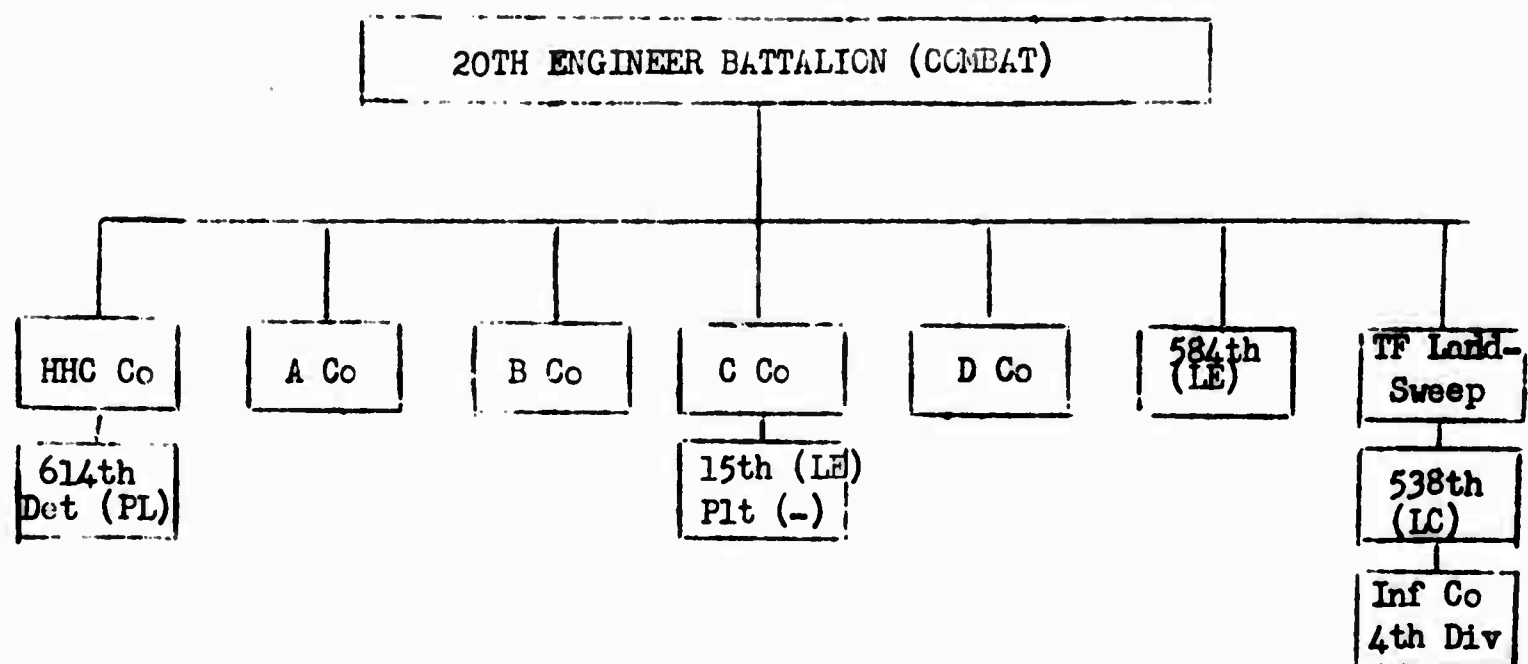 20TH ENGINEER BATTALION (COMBAT)
HHC Co
A Co
B Co
C Co
D Co
584th
(LE)
TF Land-
Sweep
614th
Det (PL)
15th (LE)
Plt (-)
538th
(LC)
Inf Co
4th Div